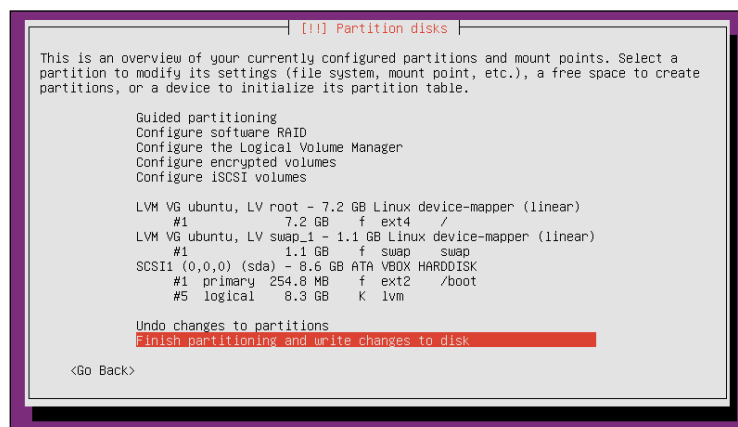 [!!] Partition disks
This is an overview of your currently configured partitions and mount points. Select a
partition to modify its settings (file system, mount point, etc.), a free space to create
partitions, or a device to initialize its partition table.
Guided partitioning
Configure software RAID
Configure the Logical Volume Manager
Configure encrypted volumes
Configure iSCSI volumes
LVM VG ubuntu, LV root - 7.2 GB Linux device-mapper (linear)
#1 7.2 GB f ext4 /
LVM VG ubuntu, LV swap_1 - 1.1 GB Linux device-mapper (linear)
#1 1.1 GB f swap swap
SCSI1 (0,0,0) (sda) - 8.6 GB ATA VBOX HARDDISK
#1 primary 254.8 MB f ext2 /boot
#5 logical 8.3 GB K lvm
Undo changes to partitions
Finish partitioning and write changes to disk
<Go Back>